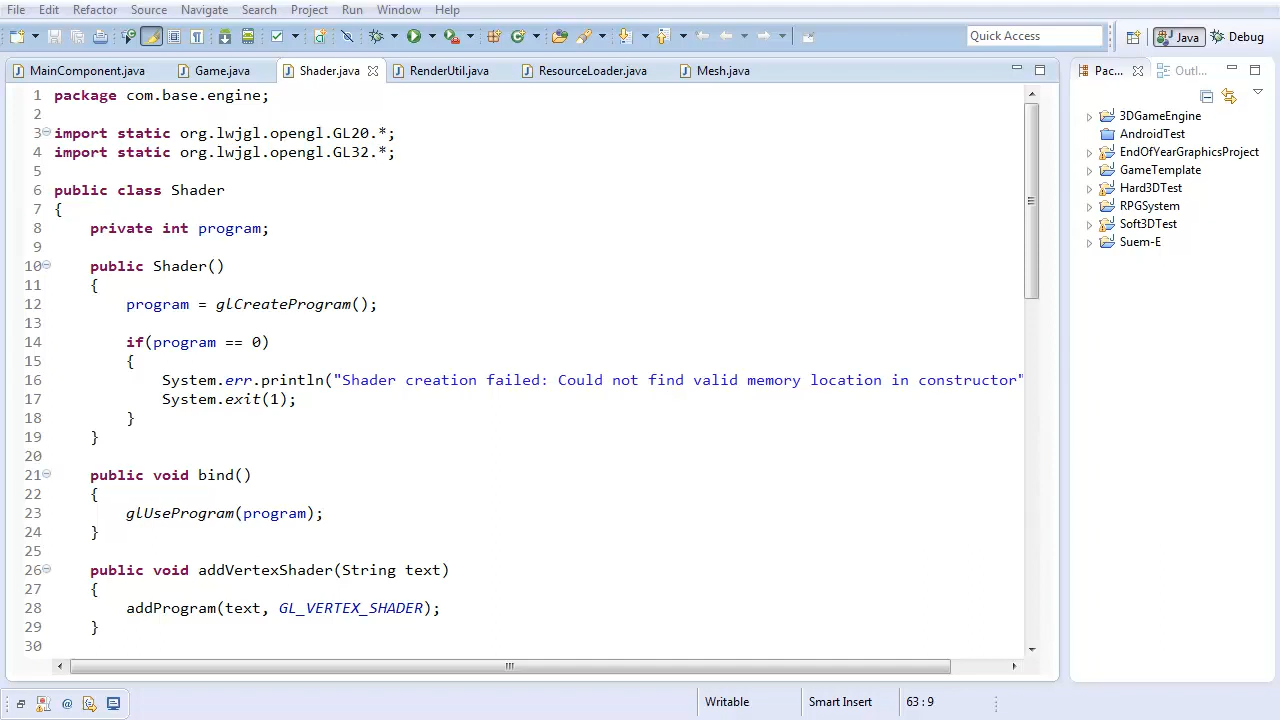 File Edit Refactor Source Navigate Search Project Run Window Help
Quick Access
Java
Debug
MainComponent.java
Game.java
Shader.java
RenderUtil.java
ResourceLoader.java
Mesh.java
Pac...
Outl...
1 package com.base.engine;
2
3 import static org.lwjgl.opengl.GL20.*;
4 import static org.lwjgl.opengl.GL32.*;
5
6 public class Shader
7 {
8 private int program;
9
10 public Shader()
11 {
12 program = glCreateProgram();
13
14 if(program == 0)
15 {
16 System.err.println("Shader creation failed: Could not find valid memory location in constructor"
17 System.exit(1);
18 }
19 }
20
21 public void bind()
22 {
23 glUseProgram(program);
24 }
25
26 public void addVertexShader(String text)
27 {
28 addProgram(text, GL_VERTEX_SHADER);
29 }
30
3DGameEngine
AndroidTest
EndOfYearGraphicsProject
GameTemplate
Hard3DTest
RPGSystem
Soft3DTest
Suem-E
Writable
Smart Insert
63 : 9